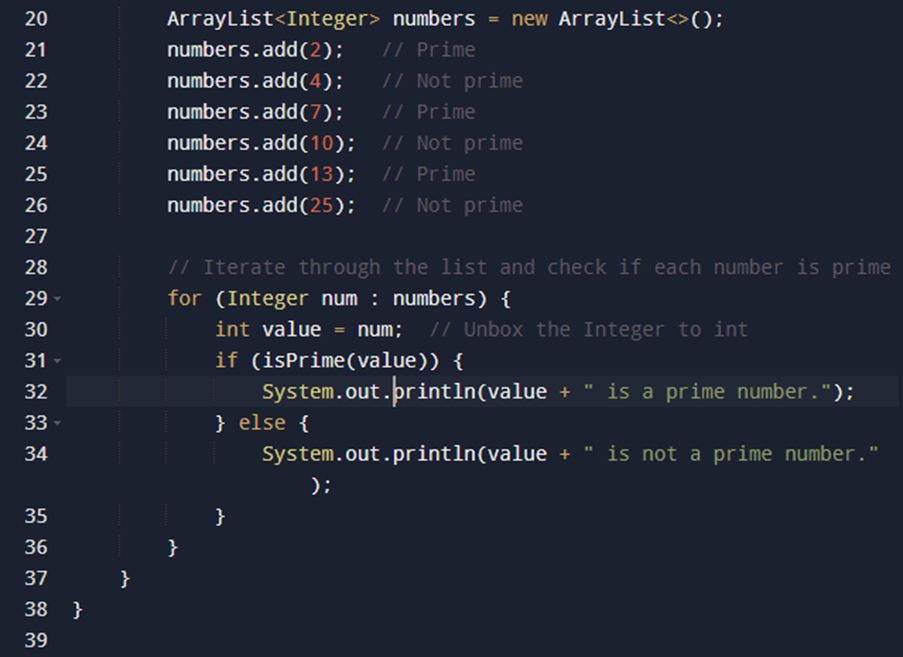 20 ArrayList<Integer> numbers = new ArrayList<>();
21 numbers.add(2); // Prime
22 numbers.add(4); // Not prime
23 numbers.add(7); // Prime
24 numbers.add(10); // Not prime
25 numbers.add(13); // Prime
26 numbers.add(25); // Not prime
27
28 // Iterate through the list and check if each number is prime
29 for (Integer num : numbers) {
30 int value = num; // Unbox the Integer to int
31 if (isPrime(value)) {
32 System.out.println(value + " is a prime number.");
33 } else {
34 System.out.println(value + " is not a prime number."
);
35 }
36 }
37 }
38 }
39